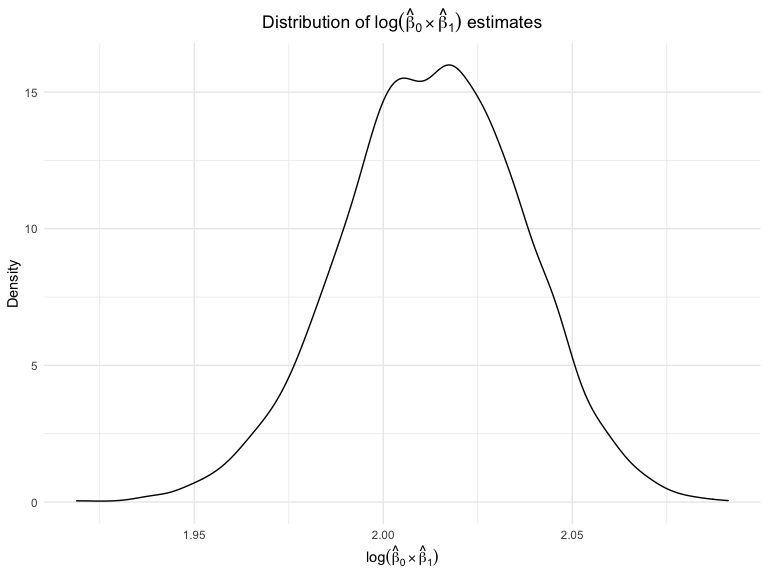 Distribution of log(β̂₀ × β̂₁) estimates
15
10
5
0
Density
1.95 2.00 2.05
log(β̂₀ × β̂₁)